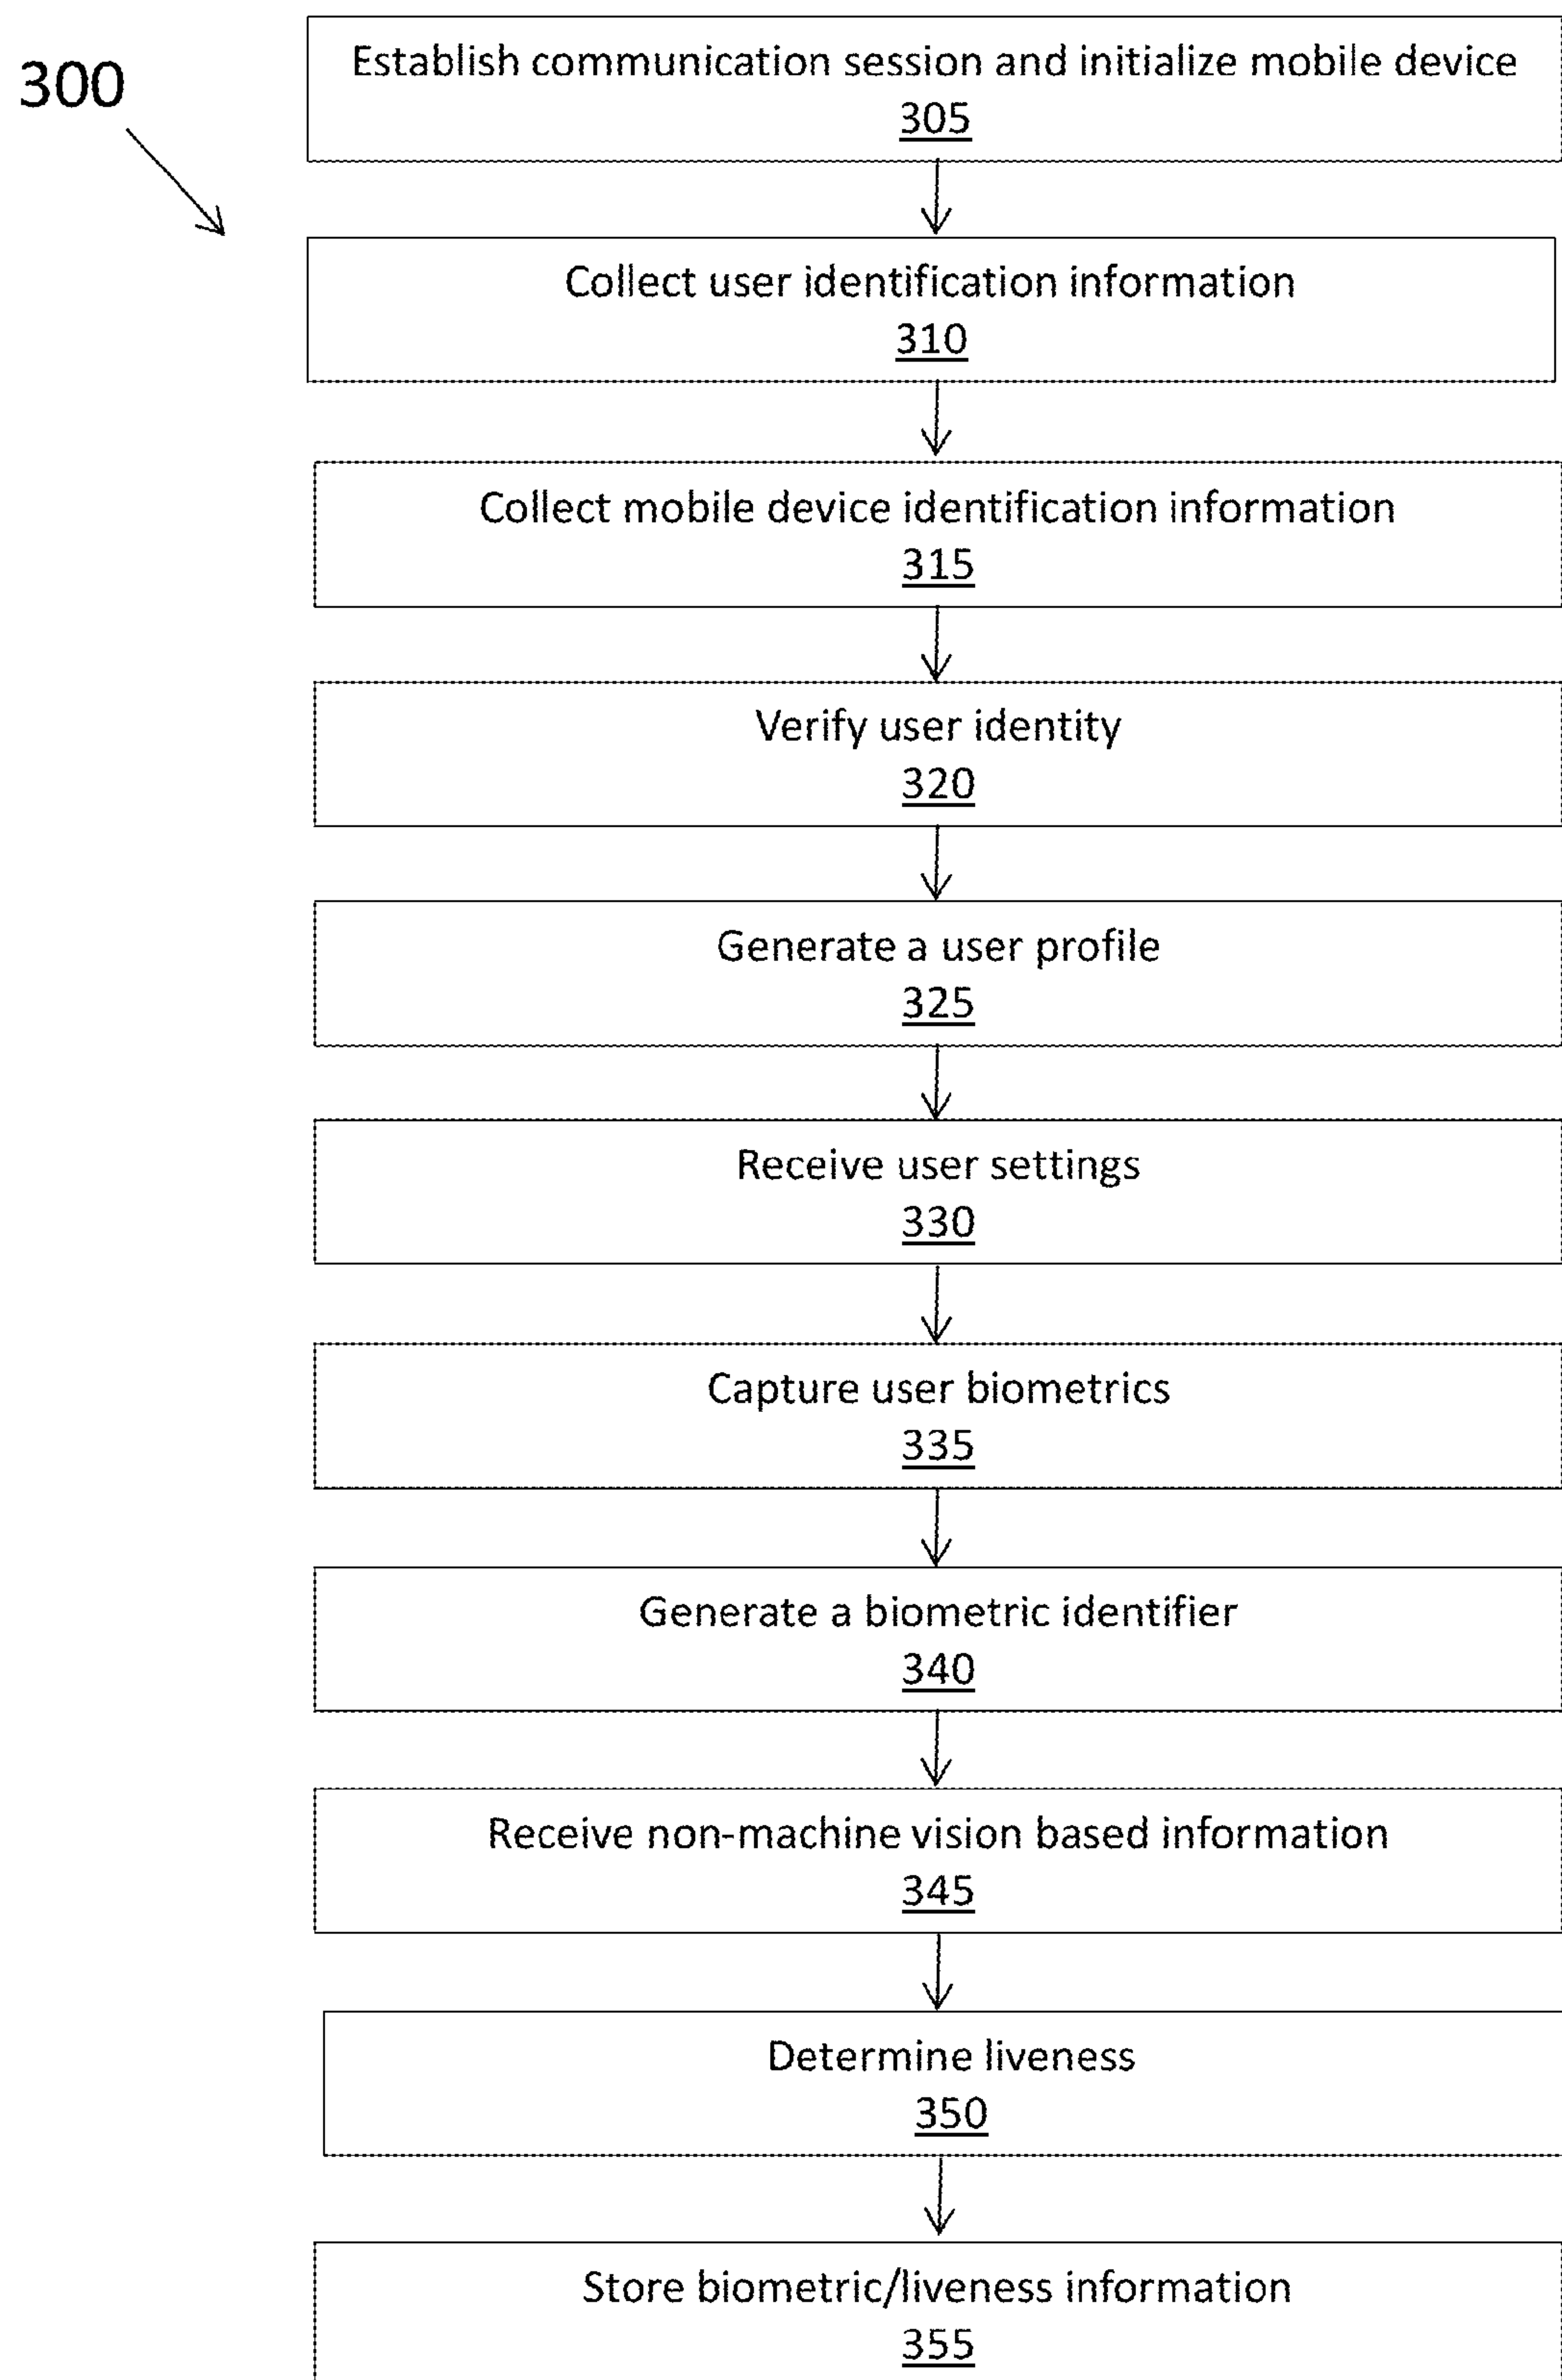 300
Establish communication session and initialize mobile device
305
Collect user identification information
310
Collect mobile device identification information
315
Verify user identity
320
Generate a user profile
325
Receive user settings
330
Capture user biometrics
335
Generate a biometric identifier
340
Receive non-machine vision based information
345
Determine liveness
350
Store biometric/liveness information
355